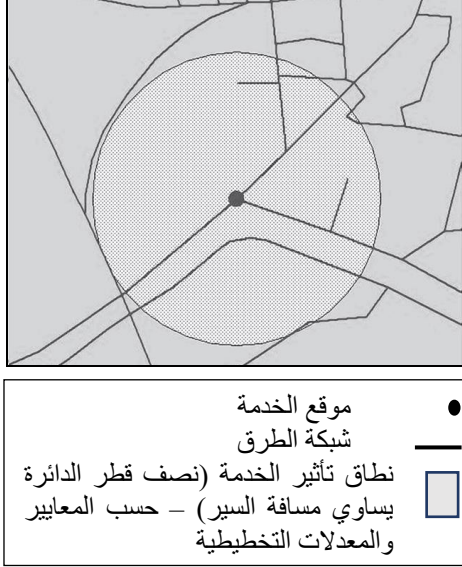 موقع الخدمة
شبكة الطرق
نطاق تأثير الخدمة (نصف قطر الدائرة
يساوي مسافة السير) – حسب المعايير
والمعدلات التخطيطية